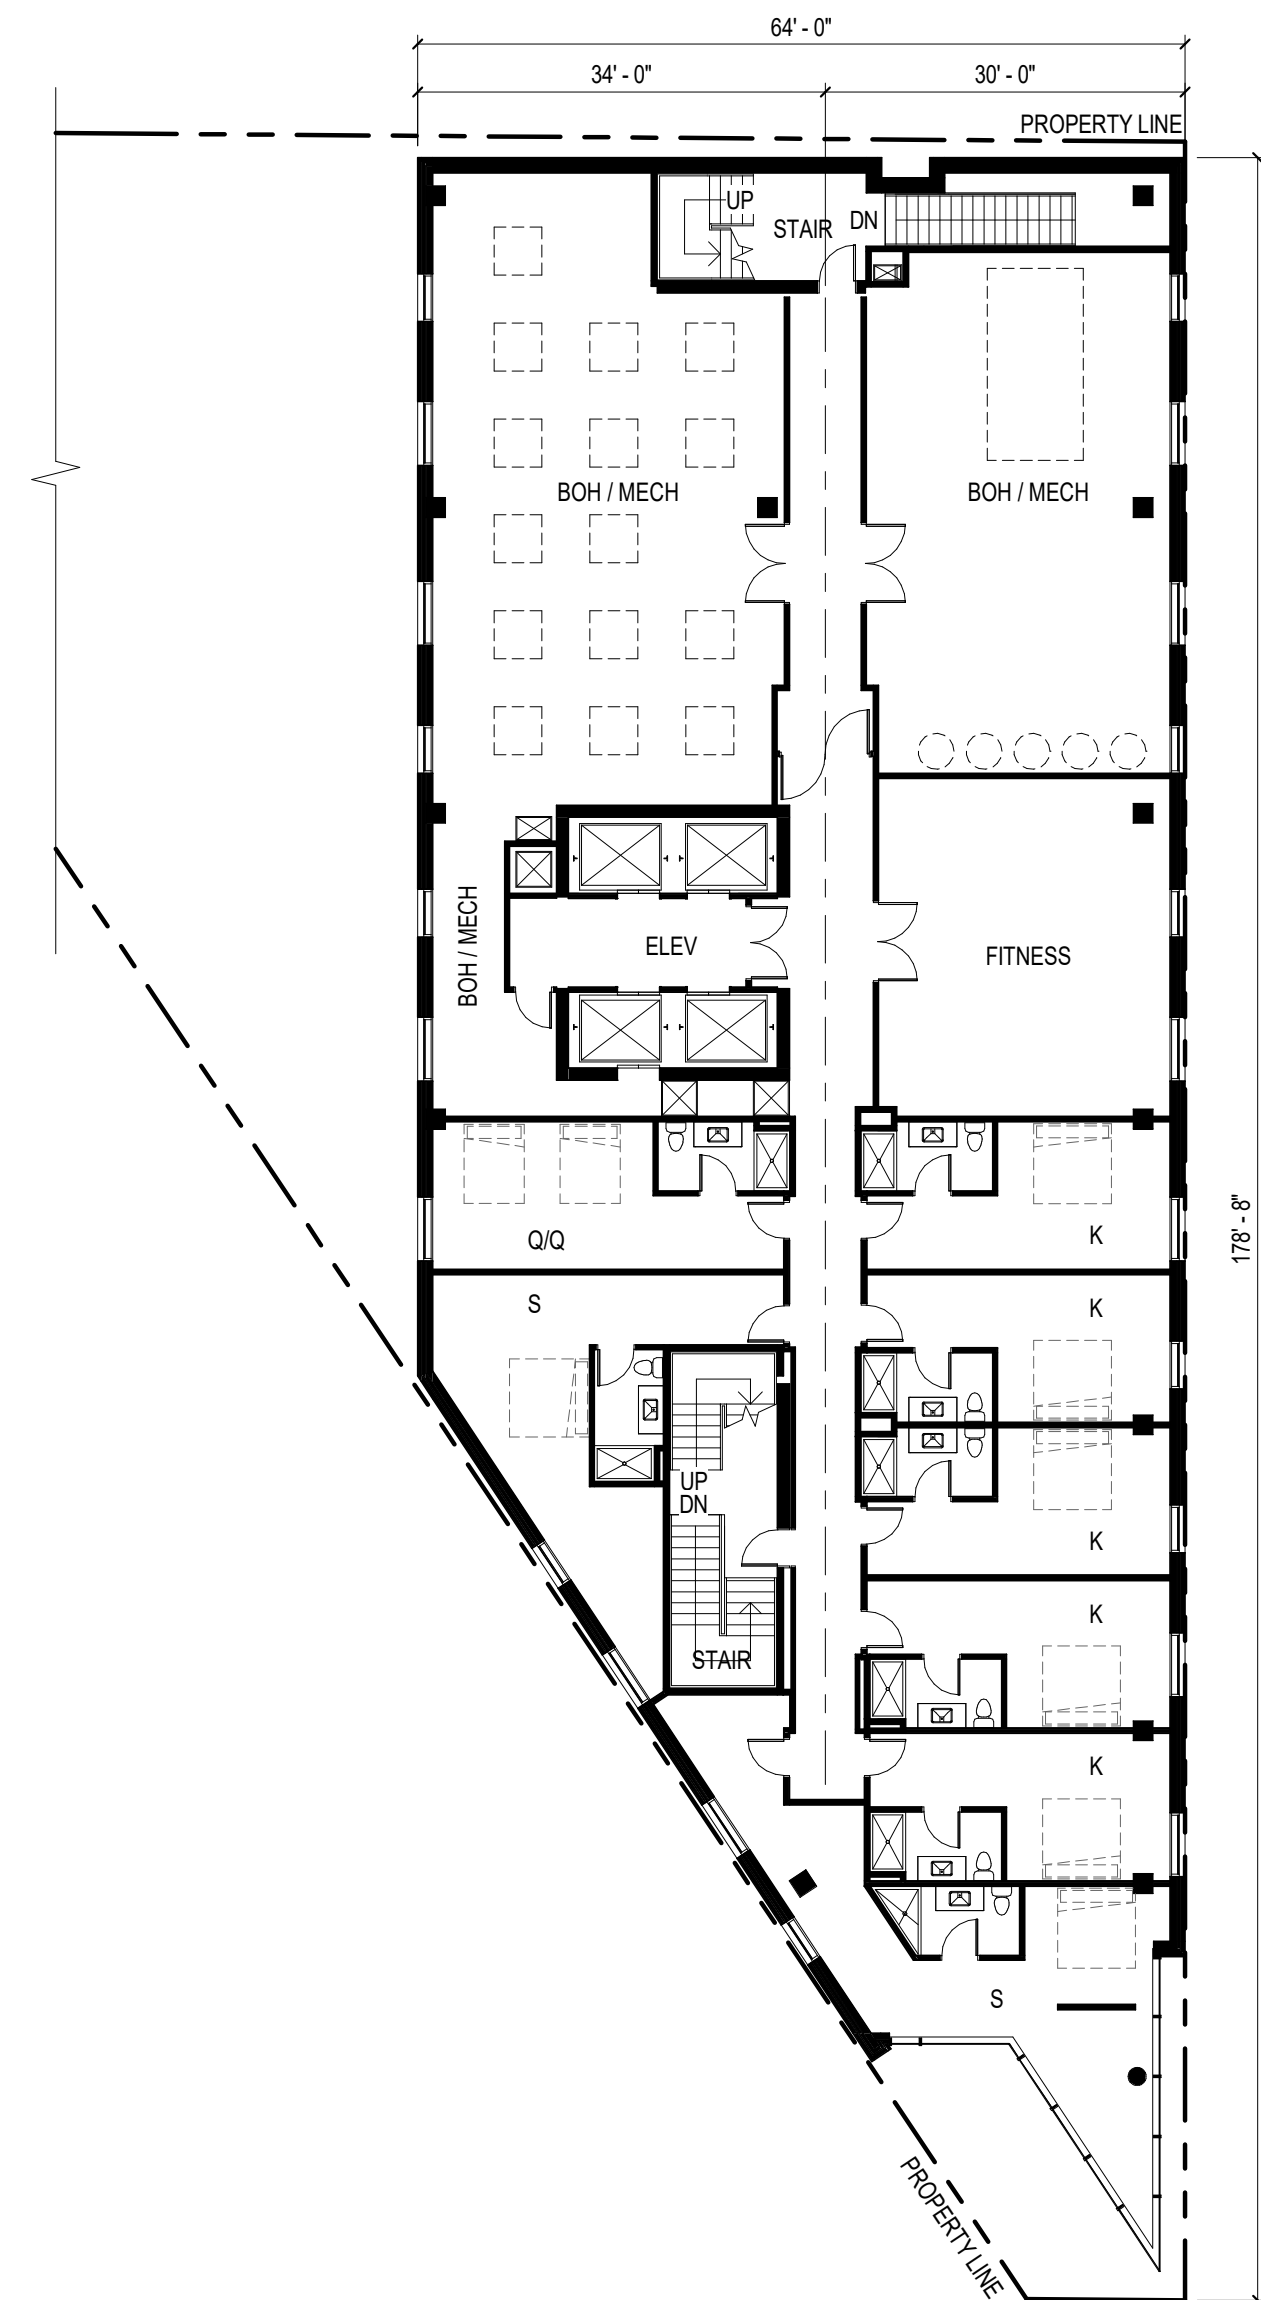 64' - 0"
34' - 0"
30' - 0"
PROPERTY LINE
UP
STAIR
DN
BOH / MECH
BOH / MECH
BOH / MECH
ELEV
FITNESS
178' - 8"
Q/Q
K
S
K
UP
DN
K
K
STAIR
K
S
PROPERTY LINE